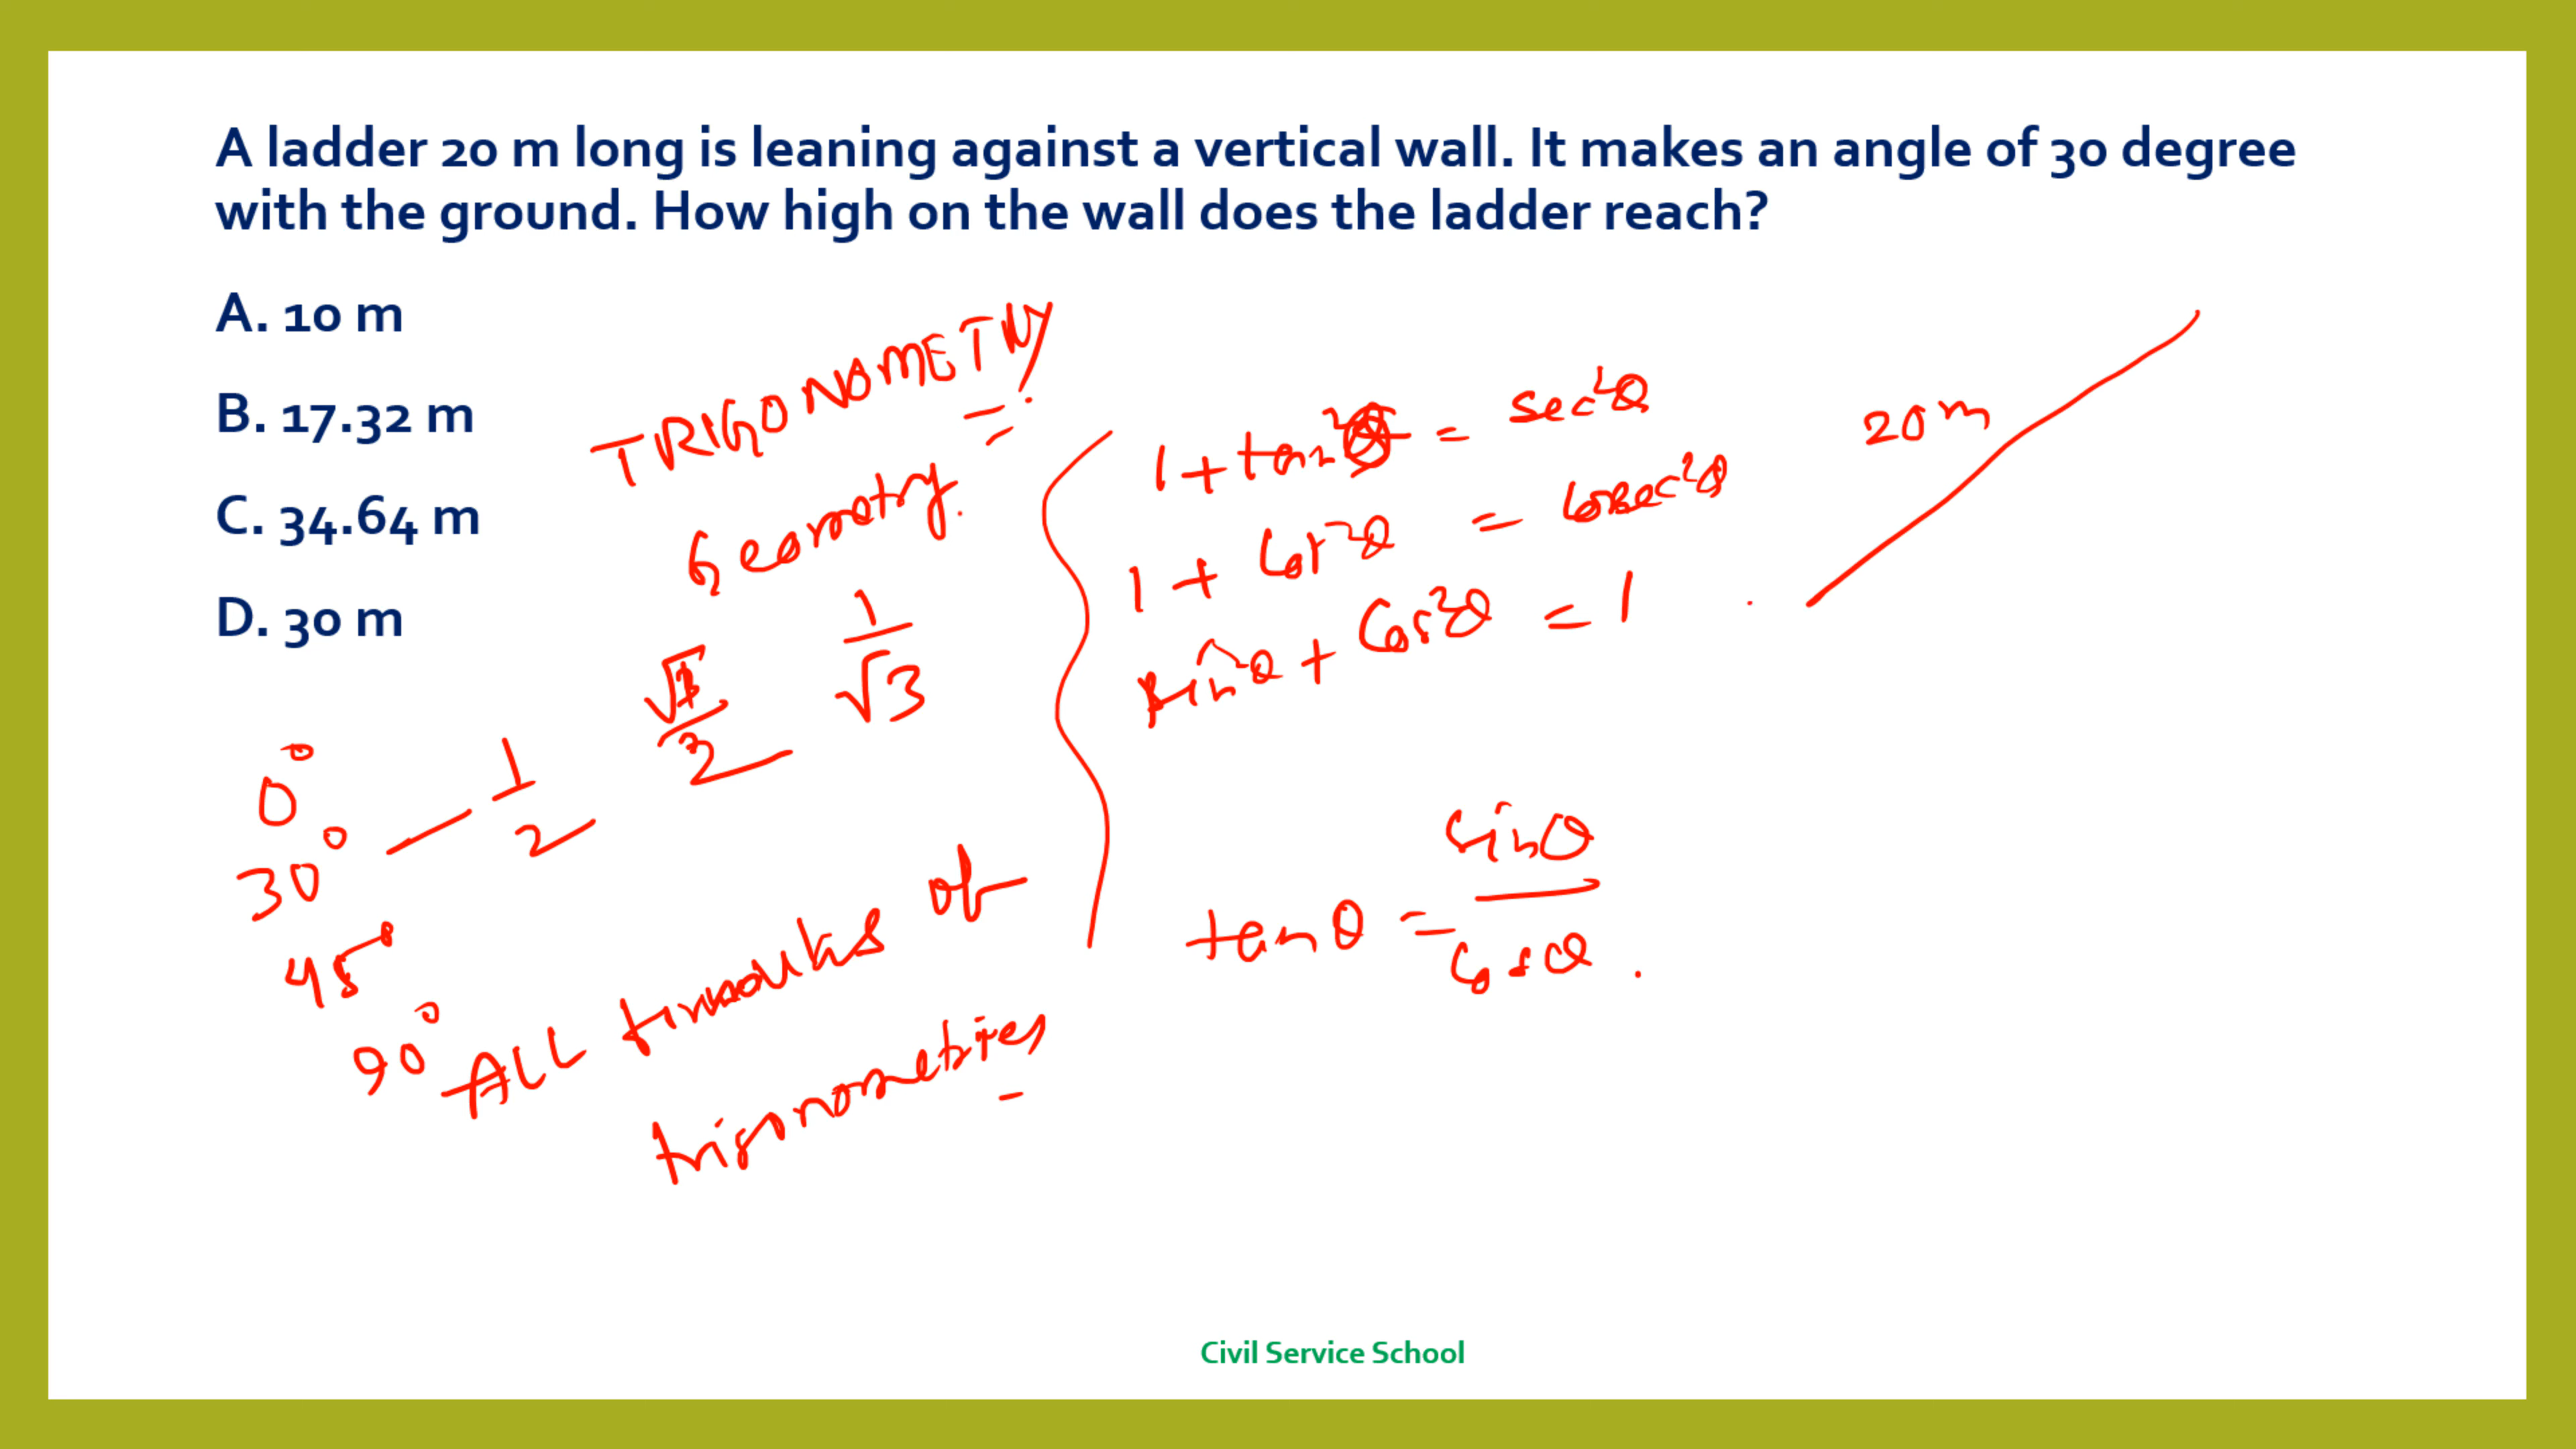 A ladder 20 m long is leaning against a vertical wall. It makes an angle of 30 degree
with the ground. How high on the wall does the ladder reach?
A. 10 m
B. 17.32 m
C. 34.64 m
D. 30 m
TRIGONOMETRY
Geometry.
1/√3
0°
30° — 1/2
45°
90°
ALL of
trigonometries
1 + tan²θ = sec²θ
1 + cot²θ = cosec²θ
sin²θ + cos²θ = 1
tanθ = sinθ/cosθ.
20m
Civil Service School